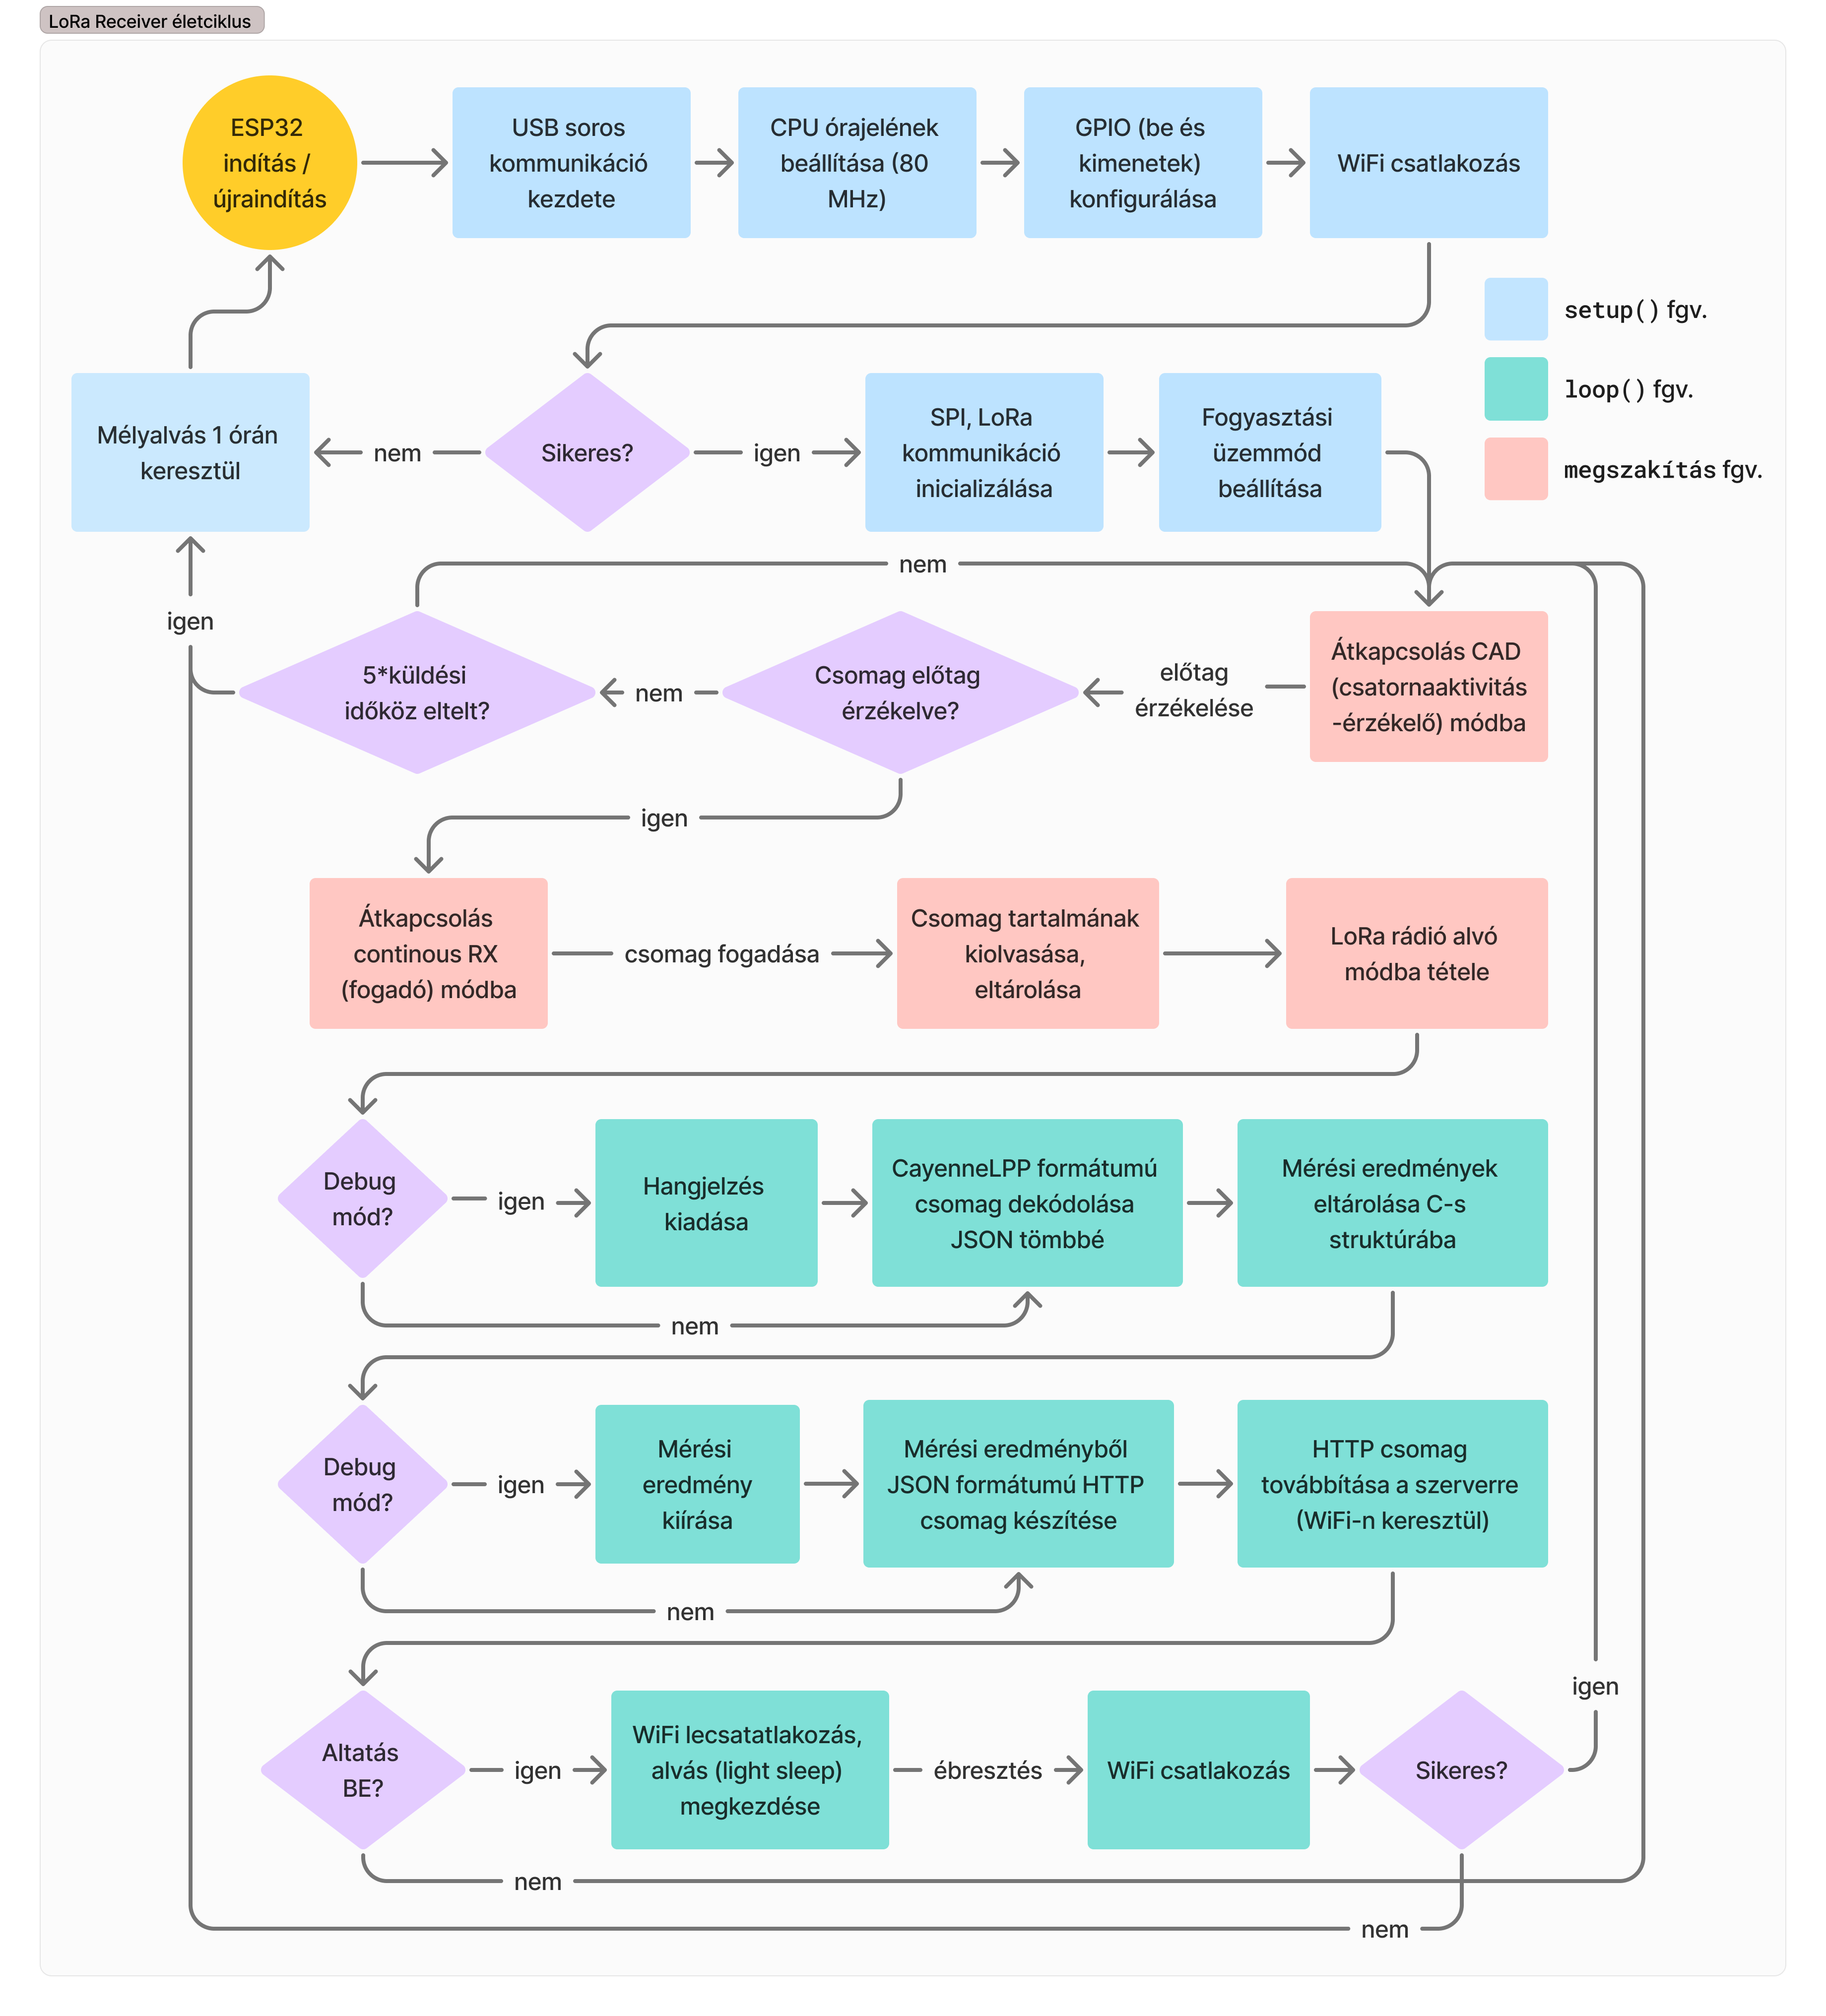 LoRa Receiver életciklus
ESP32
indítás /
újraindítás
USB soros
kommunikáció
kezdete
CPU órajelének
beállítása (80
MHz)
GPIO (be és
kimenetek)
konfigurálása
WiFi csatlakozás
setup() fgv.
loop() fgv.
megszakítás fgv.
Mélyalvás 1 órán
keresztül
nem
Sikeres?
igen
SPI, LoRa
kommunikáció
inicializálása
Fogyasztási
üzemmód
beállítása
nem
igen
5*küldési
időköz eltelt?
nem
Csomag előtag
érzékelve?
előtag
érzékelése
Átkapcsolás CAD
(csatornaaktivitás
-érzékelő) módba
igen
Átkapcsolás
continous RX
(fogadó) módba
csomag fogadása
Csomag tartalmának
kiolvasása,
eltárolása
LoRa rádió alvó
módba tétele
Debug
mód?
igen
Hangjelzés
kiadása
CayenneLPP formátumú
csomag dekódolása
JSON tömbbé
Mérési eredmények
eltárolása C-s
struktúrába
nem
Debug
mód?
igen
Mérési
eredmény
kiírása
Mérési eredményből
JSON formátumú HTTP
csomag készítése
HTTP csomag
továbbítása a szerverre
(WiFi-n keresztül)
nem
igen
Altatás
BE?
igen
WiFi lecsatatlakozás,
alvás (light sleep)
megkezdése
ébresztés
WiFi csatlakozás
Sikeres?
nem
nem